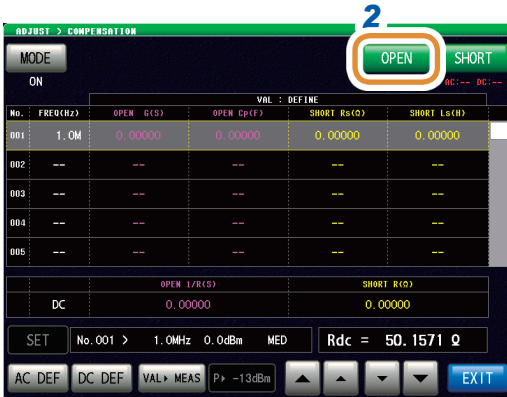 2
ADJUST > COMPENSATION
MODE OPEN SHORT
ON AC:-- DC:--
VAL : DEFINE
No. FREQ(Hz) OPEN G(S) OPEN Cp(F) SHORT Rs(Ω) SHORT Ls(H)
001 1.0M 0.00000 0.00000 0.00000 0.00000
002 -- -- -- -- --
003 -- -- -- -- --
004 -- -- -- -- --
005 -- -- -- -- --
OPEN 1/R(S) SHORT R(Ω)
DC 0.00000 0.00000
SET No.001 > 1.0MHz 0.0dBm MED Rdc = 50.1571 Ω
AC DEF DC DEF VAL▸MEAS P▸ -13dBm ▲ ▲ ▼ ▼ EXIT